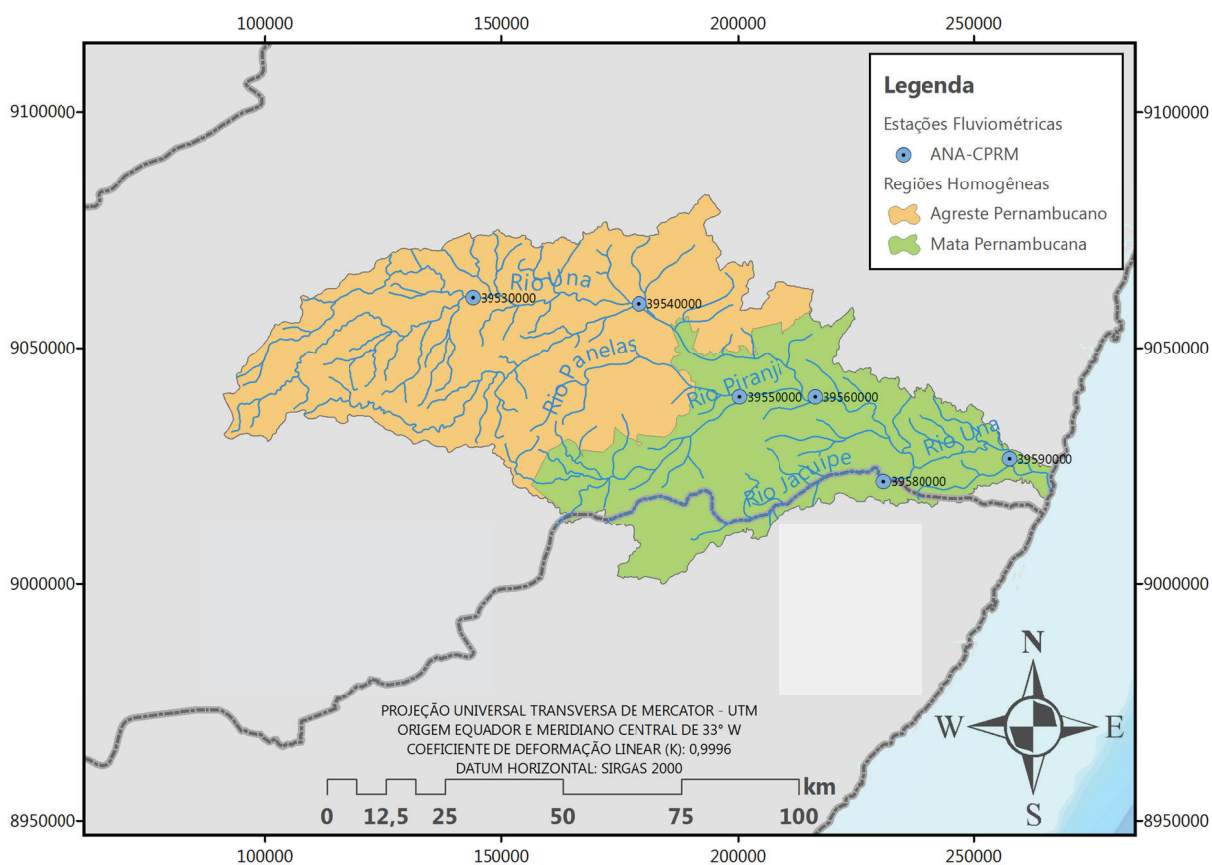 100000 150000 200000 250000
9100000 9100000
Legenda
Estações Fluviométricas
ANA-CPRM
Regiões Homogêneas
Agreste Pernambucano
Mata Pernambucana
Rio Una
39530000
39540000
9050000 9050000
Rio Panelas
Rio Piranji
39550000
39560000
Rio Una
39590000
Rio Jacuípe
39580000
9000000 9000000
PROJEÇÃO UNIVERSAL TRANSVERSA DE MERCATOR - UTM
ORIGEM EQUADOR E MERIDIANO CENTRAL DE 33° W
COEFICIENTE DE DEFORMAÇÃO LINEAR (K): 0,9996
DATUM HORIZONTAL: SIRGAS 2000
km
0 12,5 25 50 75 100
N
W E
S
8950000 8950000
100000 150000 200000 250000